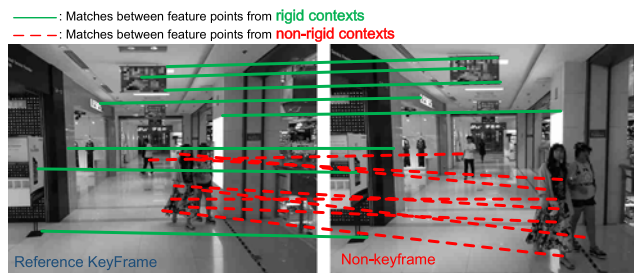 : Matches between feature points from rigid contexts
: Matches between feature points from non-rigid contexts
Reference KeyFrame
Non-keyframe